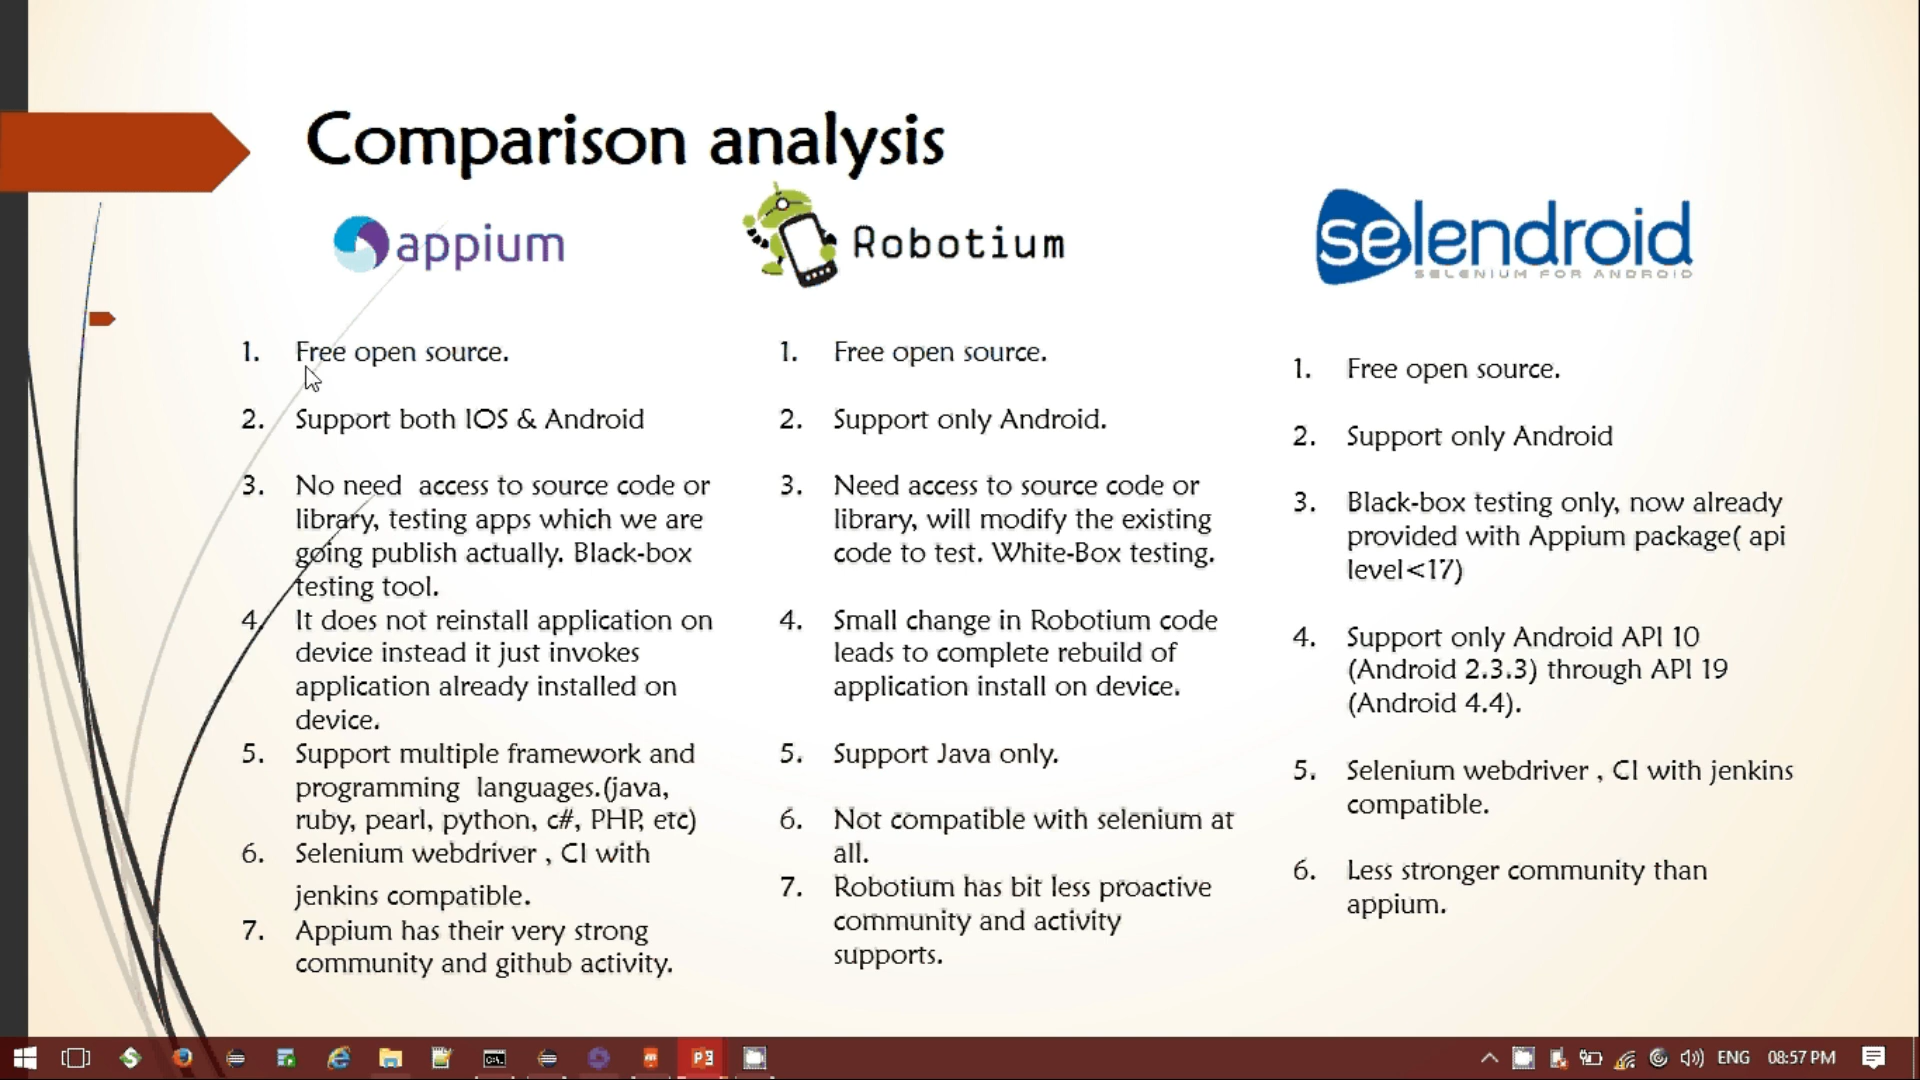 Comparison analysis
appium
Robotium
selendroid
SELENIUM FOR ANDROID
1. Free open source.
2. Support both IOS & Android
3. No need access to source code or
library, testing apps which we are
going publish actually. Black-box
testing tool.
4. It does not reinstall application on
device instead it just invokes
application already installed on
device.
5. Support multiple framework and
programming languages.(java,
ruby, pearl, python, c#, PHP, etc)
6. Selenium webdriver , CI with
jenkins compatible.
7. Appium has their very strong
community and github activity.
1. Free open source.
2. Support only Android.
3. Need access to source code or
library, will modify the existing
code to test. White-Box testing.
4. Small change in Robotium code
leads to complete rebuild of
application install on device.
5. Support Java only.
6. Not compatible with selenium at
all.
7. Robotium has bit less proactive
community and activity
supports.
1. Free open source.
2. Support only Android
3. Black-box testing only, now already
provided with Appium package( api
level<17)
4. Support only Android API 10
(Android 2.3.3) through API 19
(Android 4.4).
5. Selenium webdriver , CI with jenkins
compatible.
6. Less stronger community than
appium.
ENG 08:57 PM